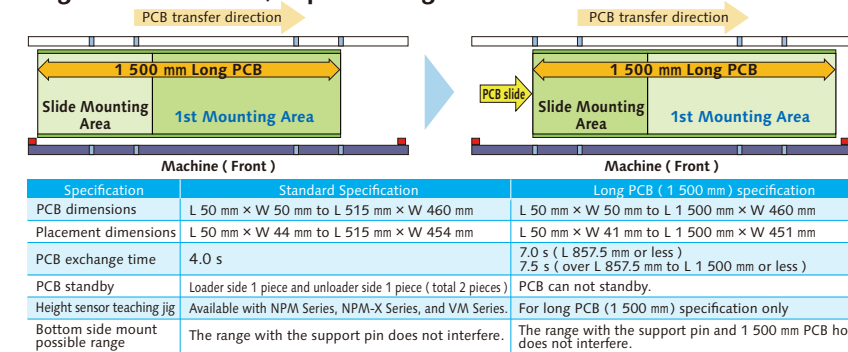 PCB transfer direction
PCB transfer direction
1 500 mm Long PCB
Slide Mounting
Area
1st Mounting Area
Machine ( Front )
PCB slide
1 500 mm Long PCB
Slide Mounting
Area
1st Mounting Area
Machine ( Front )
Specification Standard Specification Long PCB ( 1 500 mm ) specification
PCB dimensions L 50 mm × W 50 mm to L 515 mm × W 460 mm L 50 mm × W 50 mm to L 1 500 mm × W 460 mm
Placement dimensions L 50 mm × W 44 mm to L 515 mm × W 454 mm L 50 mm × W 41 mm to L 1 500 mm × W 451 mm
PCB exchange time 4.0 s 7.0 s ( L 857.5 mm or less )
7.5 s ( over L 857.5 mm to L 1 500 mm or less )
PCB standby Loader side 1 piece and unloader side 1 piece ( total 2 pieces ) PCB can not standby.
Height sensor teaching jig Available with NPM Series, NPM-X Series, and VM Series. For long PCB (1 500 mm) specification only
Bottom side mount
possible range The range with the support pin does not interfere. The range with the support pin and 1 500 mm PCB ho
does not interfere.